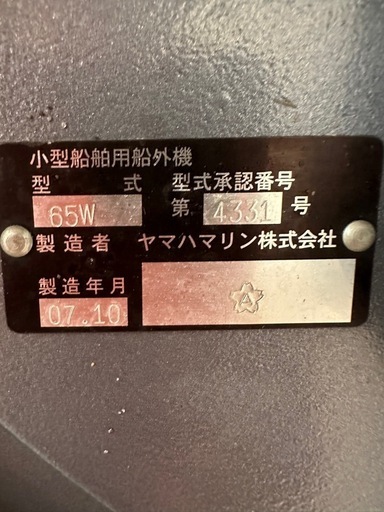 小型船舶用船外機
型 式 型式承認番号
65W 第 4331 号
製造者 ヤマハマリン株式会社
製造年月
07.10 A